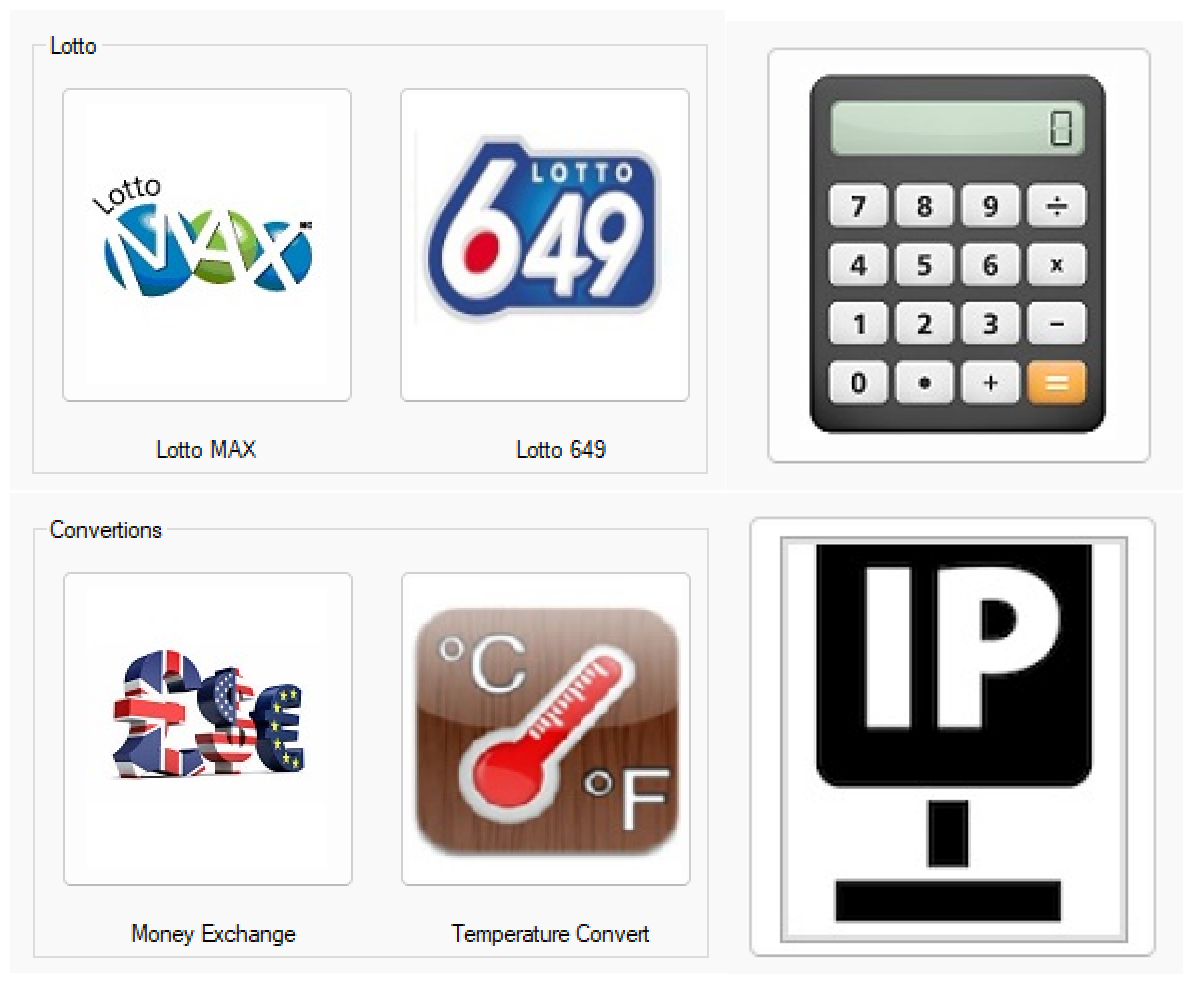 Lotto
Lotto
MAX
LOTTO
649
Lotto MAX
Lotto 649
0
7 8 9 ÷
4 5 6 x
1 2 3 −
0 • + =
Convertions
£$€
°C
°F
Money Exchange
Temperature Convert
IP